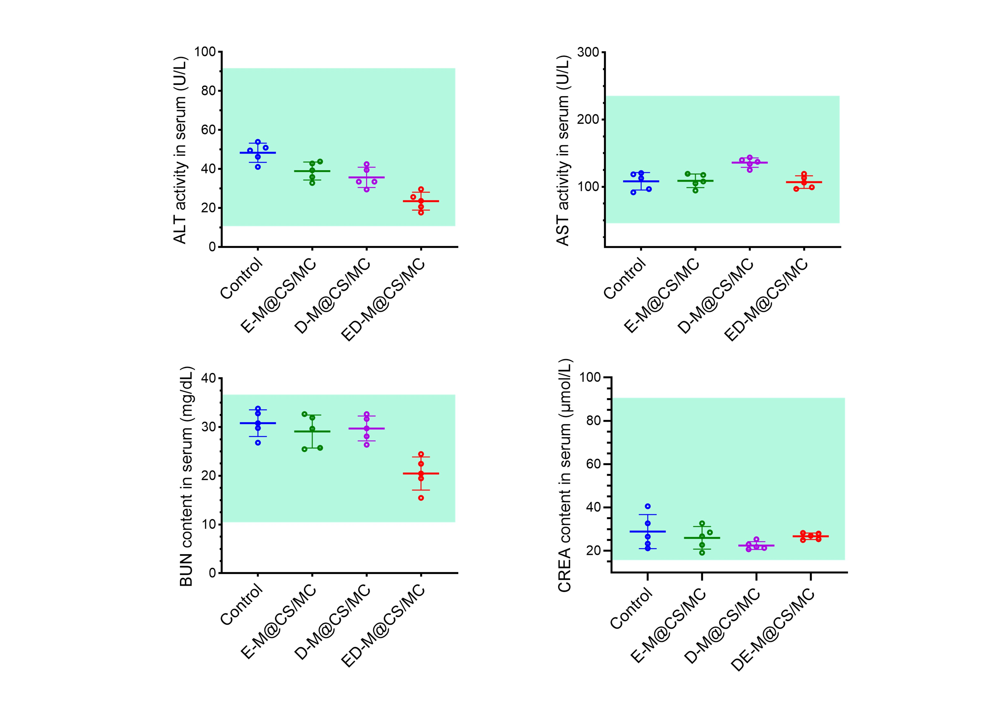 ALT activity in serum (U/L)
100
80
60
40
20
0
Control
E-M@CS/MC
D-M@CS/MC
ED-M@CS/MC
AST activity in serum (U/L)
300
200
100
Control
E-M@CS/MC
D-M@CS/MC
ED-M@CS/MC
BUN content in serum (mg/dL)
40
30
20
10
0
Control
E-M@CS/MC
D-M@CS/MC
ED-M@CS/MC
CREA content in serum (μmol/L)
100
80
60
40
20
Control
E-M@CS/MC
D-M@CS/MC
DE-M@CS/MC